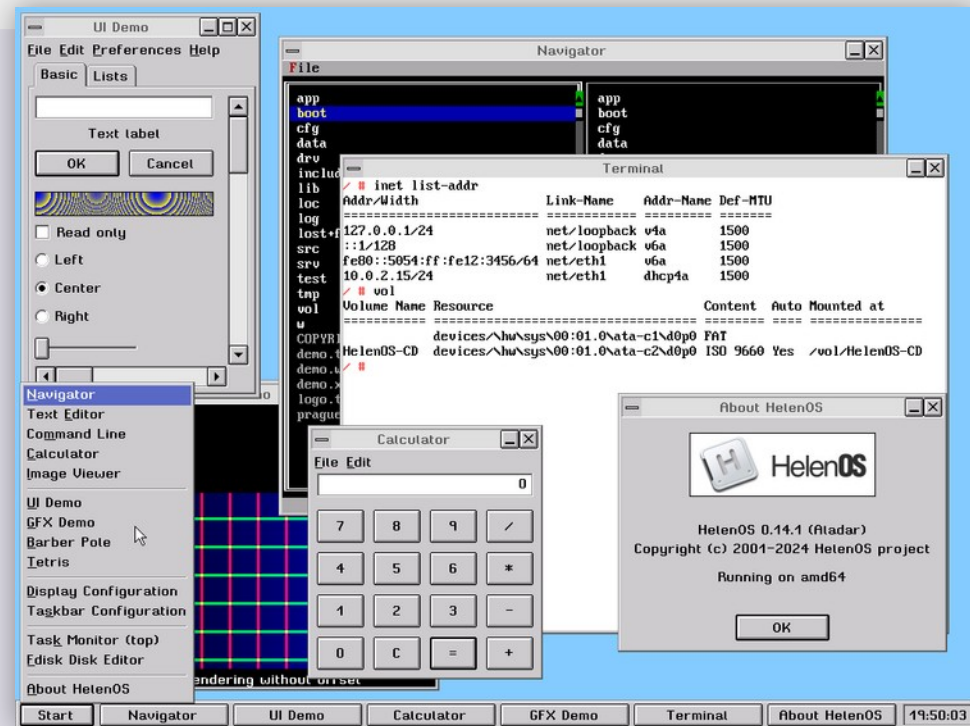 UI Demo
File Edit Preferences Help
Basic Lists
Text label
OK Cancel
Read only
Left
Center
Right
Navigator
File
app
boot
cfg
data
drv
lib
loc
log
src
srv
test
tmp
vol
w
app
boot
cfg
data
Terminal
/ # inet list-addr
Addr/Width Link-Name Addr-Name Def-MTU
========================== ============ ========= =======
127.0.0.1/24 net/loopback v4a 1500
::1/128 net/loopback v6a 1500
fe80::5054:ff:fe12:3456/64 net/eth1 v6a 1500
10.0.2.15/24 net/eth1 dhcp4a 1500
/ # vol
Volume Name Resource Content Auto Mounted at
=========== =================================== ======== ==== ===============
devices/\hw\sys\00:01.0\ata-c1\d0p0 FAT
HelenOS-CD devices/\hw\sys\00:01.0\ata-c2\d0p0 ISO 9660 Yes /vol/HelenOS-CD
/ #
Navigator
Text Editor
Command Line
Calculator
Image Viewer
UI Demo
GFX Demo
Barber Pole
Tetris
Display Configuration
Taskbar Configuration
Task Monitor (top)
Fdisk Disk Editor
About HelenOS
Calculator
File Edit
0
7 8 9 /
4 5 6 *
1 2 3 -
0 C = +
About HelenOS
HelenOS
HelenOS 0.14.1 (Aladar)
Copyright (c) 2001-2024 HelenOS project
Running on amd64
OK
ndering without offset
Start Navigator UI Demo Calculator GFX Demo Terminal About HelenOS 19:50:03